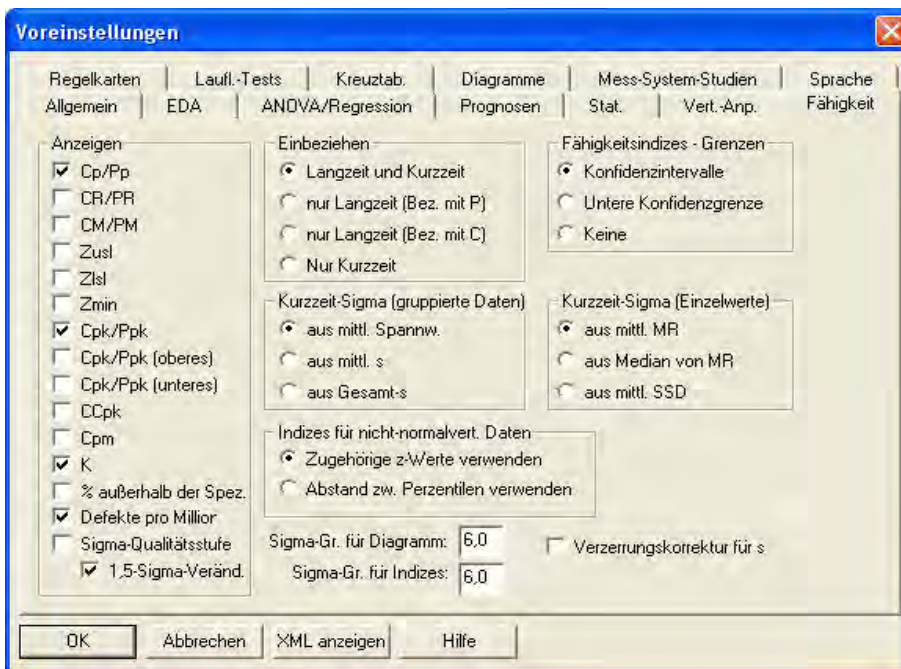 Voreinstellungen
Regelkarten Laufl.-Tests Kreuztab. Diagramme Mess-System-Studien Sprache
Allgemein EDA ANOVA/Regression Prognosen Stat. Vert.-Anp. Fähigkeit
Anzeigen
Cp/Pp
CR/PR
CM/PM
Zusl
Zlsl
Zmin
Cpk/Ppk
Cpk/Ppk (oberes)
Cpk/Ppk (unteres)
CCpk
Cpm
K
% außerhalb der Spez.
Defekte pro Million
Sigma-Qualitätsstufe
1,5-Sigma-Veränd.
Einbeziehen
Langzeit und Kurzzeit
nur Langzeit (Bez. mit P)
nur Langzeit (Bez. mit C)
Nur Kurzzeit
Fähigkeitsindizes - Grenzen
Konfidenzintervalle
Untere Konfidenzgrenze
Keine
Kurzzeit-Sigma (gruppierte Daten)
aus mittl. Spannw.
aus mittl. s
aus Gesamt-s
Kurzzeit-Sigma (Einzelwerte)
aus mittl. MR
aus Median von MR
aus mittl. SSD
Indizes für nicht-normalvert. Daten
Zugehörige z-Werte verwenden
Abstand zw. Perzentilen verwenden
Sigma-Gr. für Diagramm: 6,0
Sigma-Gr. für Indizes: 6,0
Verzerrungskorrektur für s
OK Abbrechen XML anzeigen Hilfe